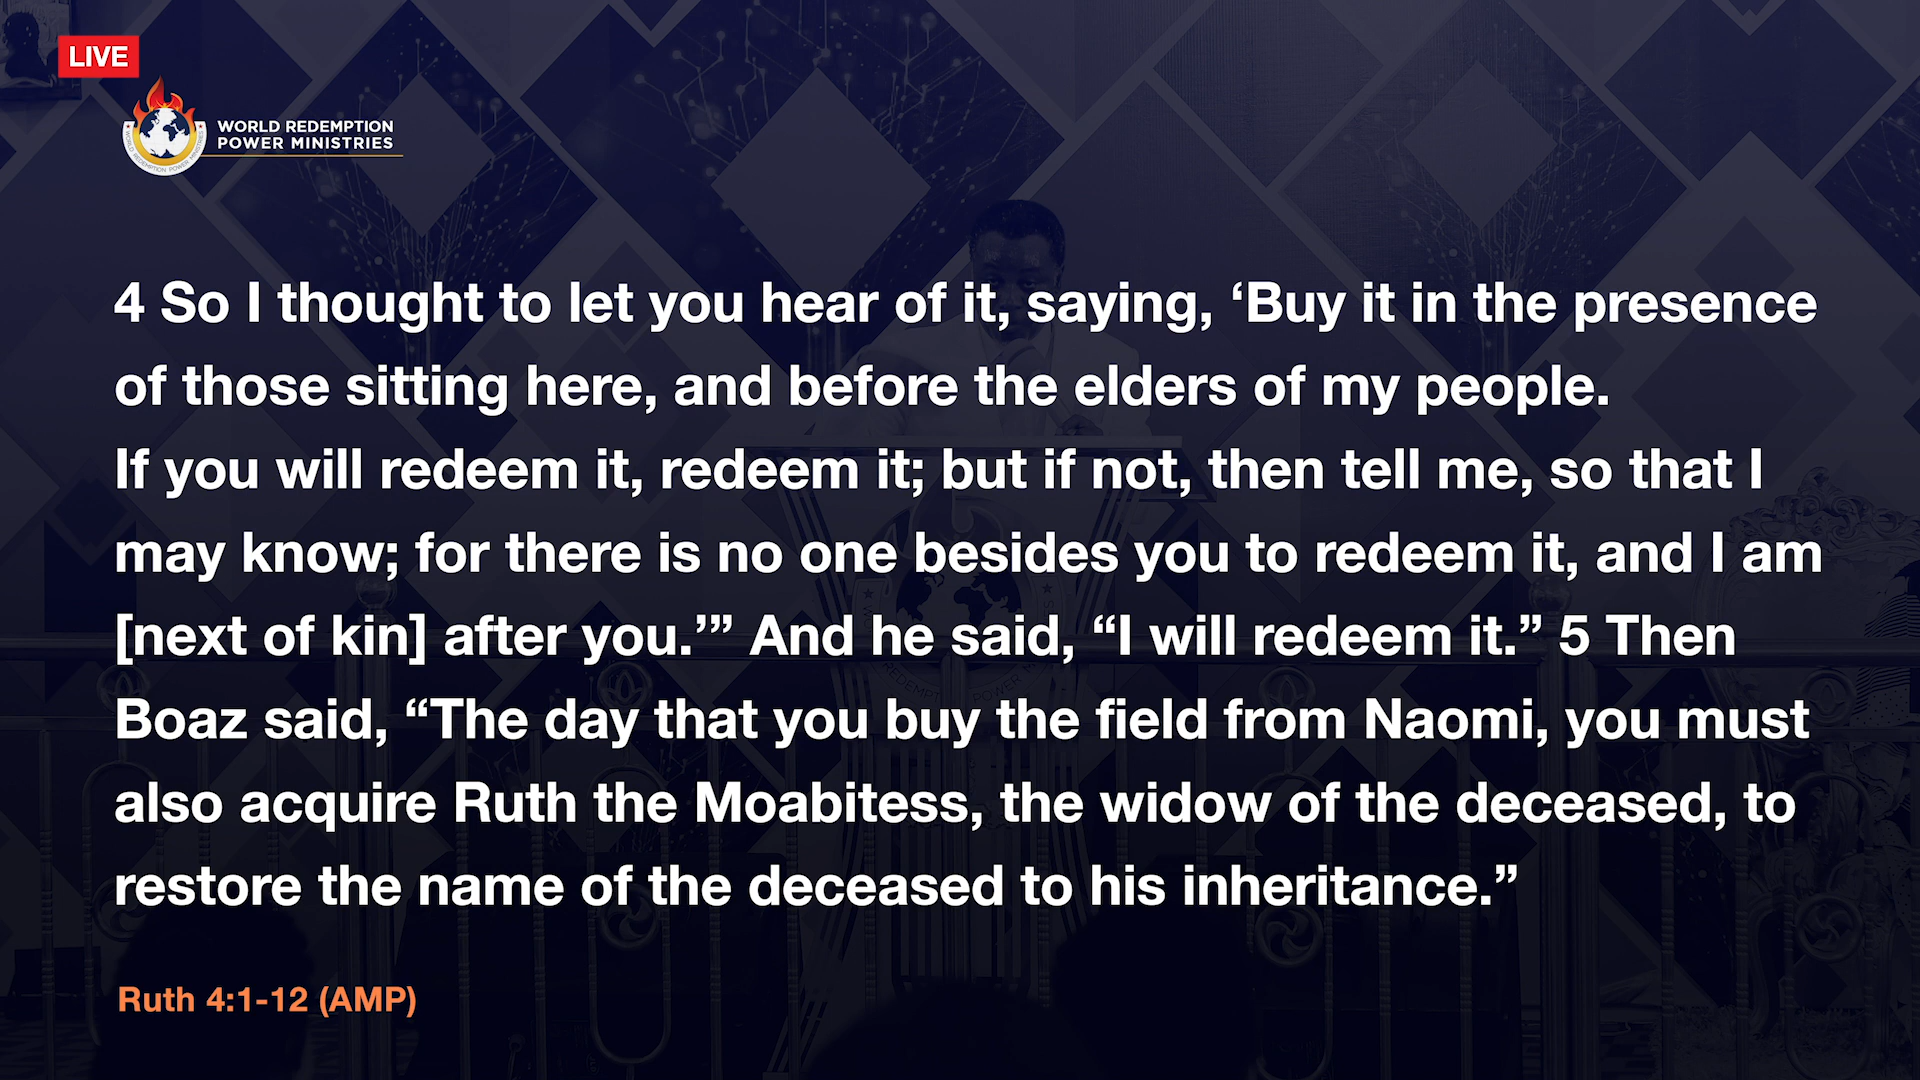 LIVE
WORLD REDEMPTION
POWER MINISTRIES
4 So I thought to let you hear of it, saying, ‘Buy it in the presence
of those sitting here, and before the elders of my people.
If you will redeem it, redeem it; but if not, then tell me, so that I
may know; for there is no one besides you to redeem it, and I am
[next of kin] after you.’” And he said, “I will redeem it.” 5 Then
Boaz said, “The day that you buy the field from Naomi, you must
also acquire Ruth the Moabitess, the widow of the deceased, to
restore the name of the deceased to his inheritance.”
Ruth 4:1-12 (AMP)